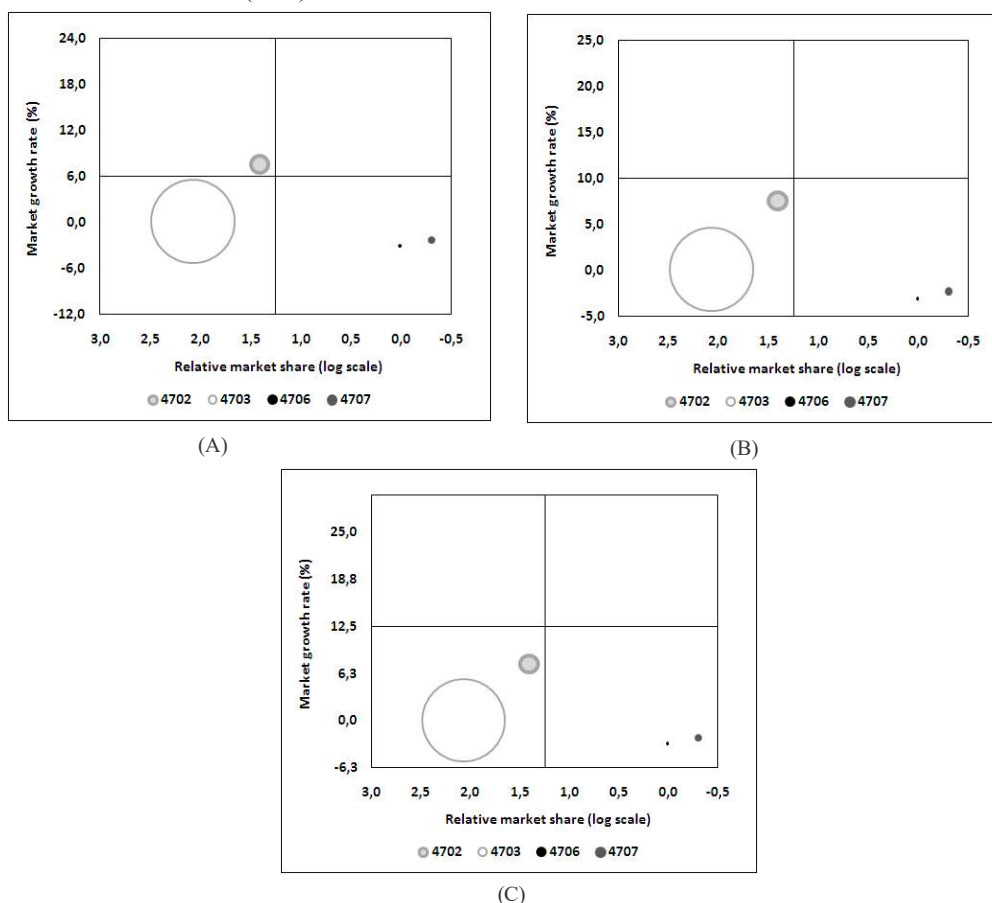 24,0
18,0
12,0
6,0
0,0
-6,0
-12,0
Market growth rate (%)
3,0 2,5 2,0 1,5 1,0 0,5 0,0 -0,5
Relative market share (log scale)
4702 4703 4706 4707
(A)
25,0
20,0
15,0
10,0
5,0
0,0
-5,0
Market growth rate (%)
3,0 2,5 2,0 1,5 1,0 0,5 0,0 -0,5
Relative market share (log scale)
4702 4703 4706 4707
(B)
25,0
18,8
12,5
6,3
0,0
-6,3
Market growth rate (%)
3,0 2,5 2,0 1,5 1,0 0,5 0,0 -0,5
Relative market share (log scale)
4702 4703 4706 4707
(C)